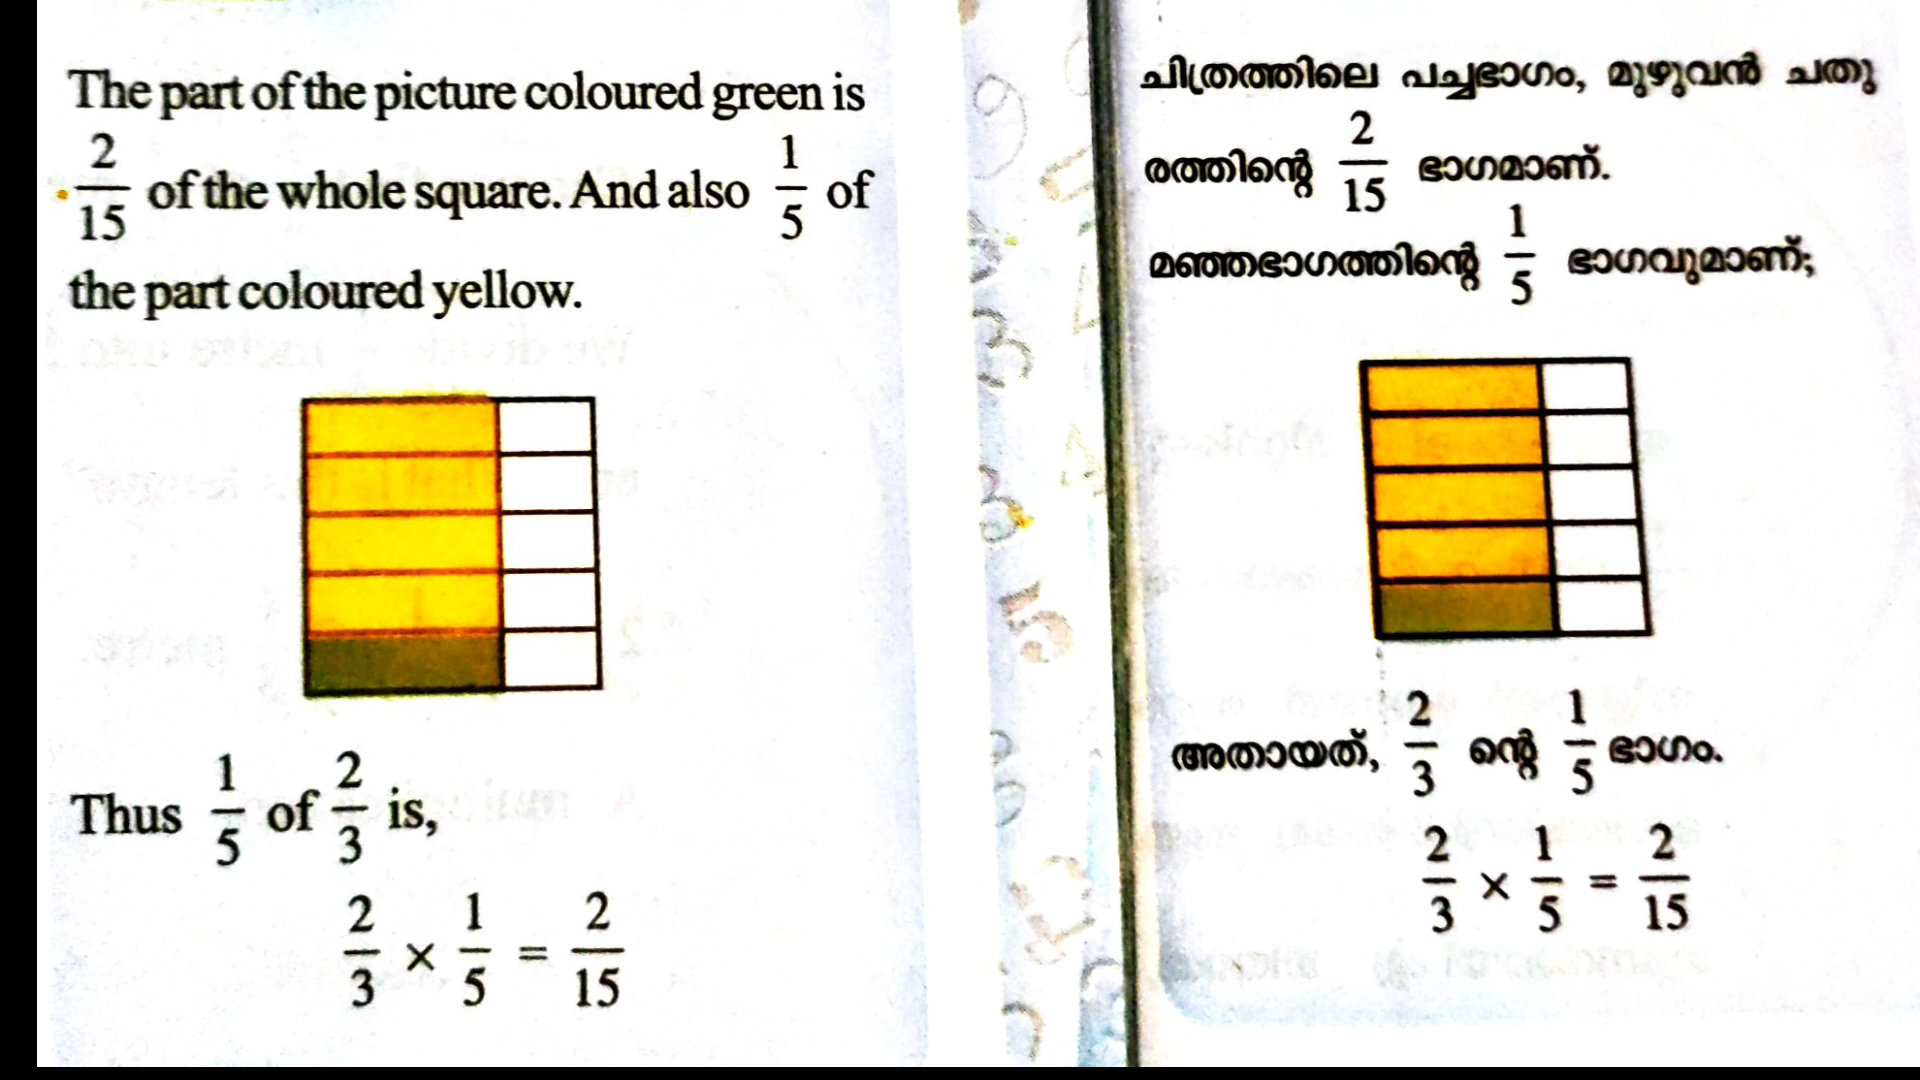 The part of the picture coloured green is
2/15 of the whole square. And also 1/5 of
the part coloured yellow.
Thus 1/5 of 2/3 is,
2/3 × 1/5 = 2/15
ചിത്രത്തിലെ പച്ചഭാഗം, മുഴുവൻ ചതു
രത്തിന്റെ 2/15 ഭാഗമാണ്.
മഞ്ഞഭാഗത്തിന്റെ 1/5 ഭാഗവുമാണ്;
അതായത്, 2/3 ന്റെ 1/5 ഭാഗം.
2/3 × 1/5 = 2/15